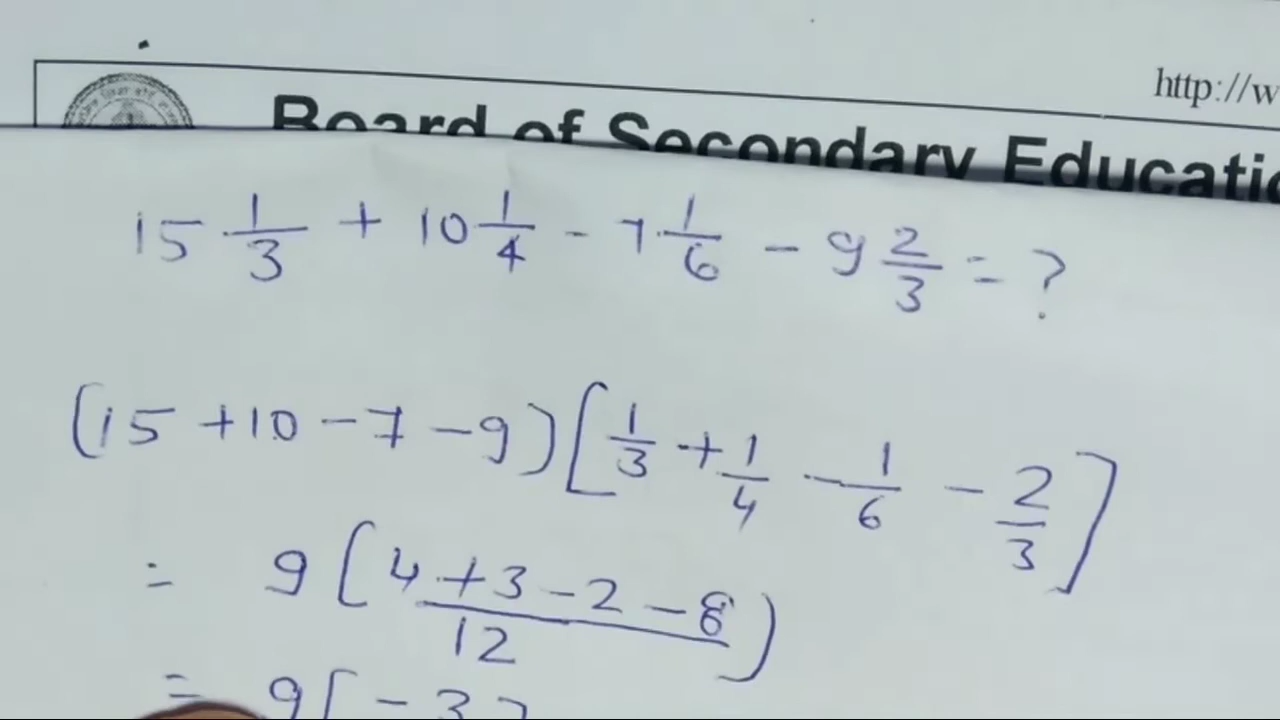 http://w
Board of Secondary Educatio
15 1/3 + 10 1/4 - 7 1/6 - 9 2/3 = ?
(15 + 10 - 7 - 9) [1/3 + 1/4 - 1/6 - 2/3]
= 9 [4 + 3 - 2 - 8 / 12)
= 9 [ - 3